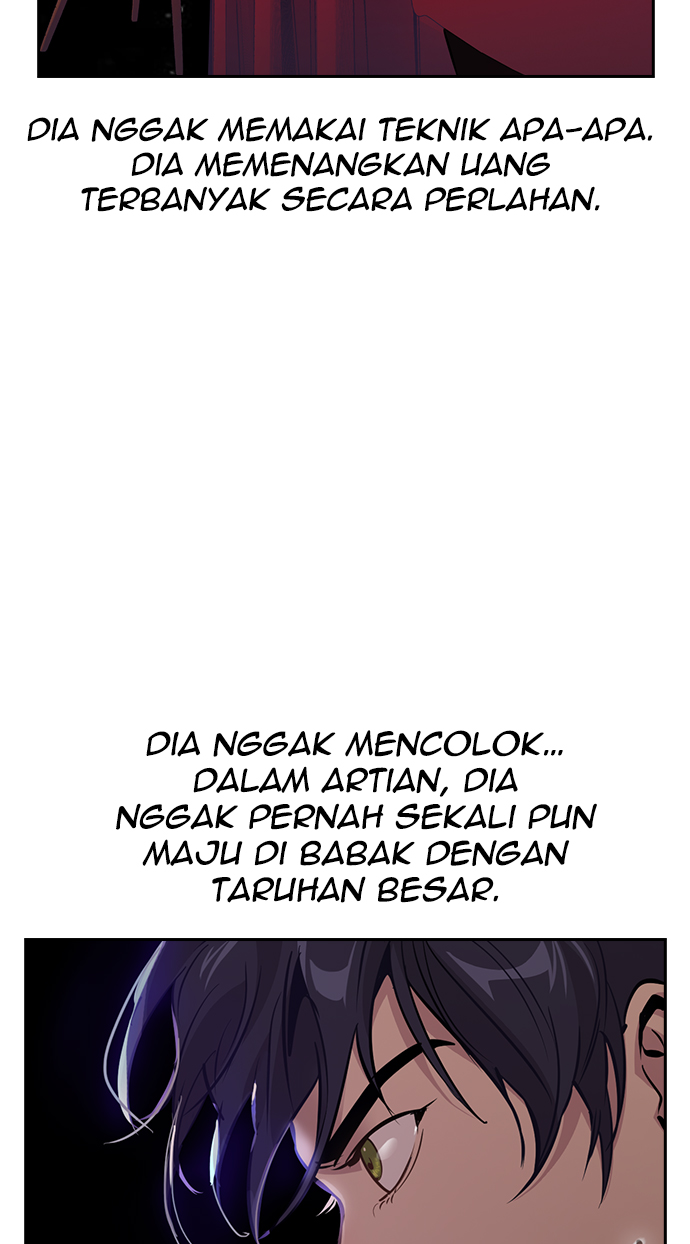 DIA NGGAK MEMAKAI TEKNIK APA-APA.
DIA MEMENANGKAN UANG
TERBANYAK SECARA PERLAHAN.
DIA NGGAK MENCOLOK...
DALAM ARTIAN, DIA
NGGAK PERNAH SEKALI PUN
MAJU DI BABAK DENGAN
TARUHAN BESAR.